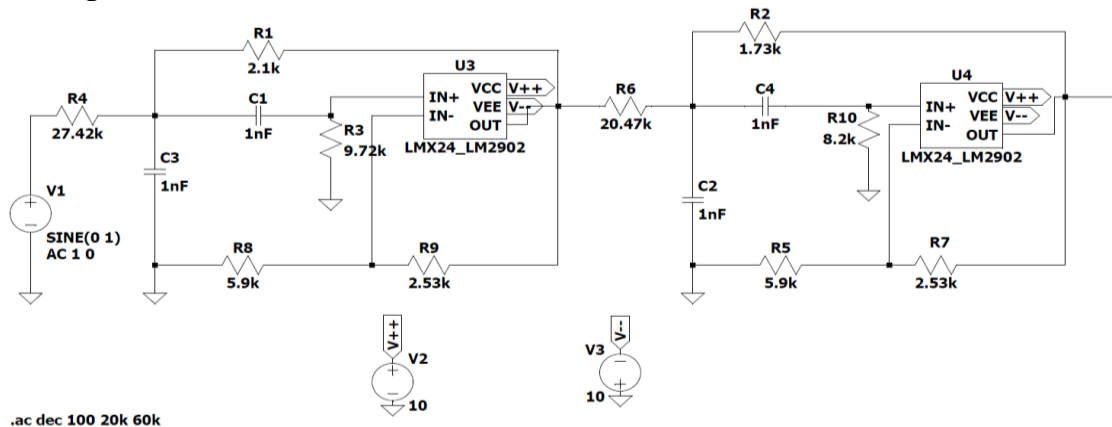 R1
2.1k
U3
VCC
VEE
OUT
IN+
IN-
V++
V--
LMX24_LM2902
R4
27.42k
C1
1nF
R3
9.72k
C3
1nF
V1
SINE(0 1)
AC 1 0
R8
5.9k
R9
2.53k
R6
20.47k
R2
1.73k
C4
1nF
R10
8.2k
U4
VCC
VEE
OUT
IN+
IN-
V++
V--
LMX24_LM2902
C2
1nF
R5
5.9k
R7
2.53k
V++
V2
10
V--
V3
10
.ac dec 100 20k 60k